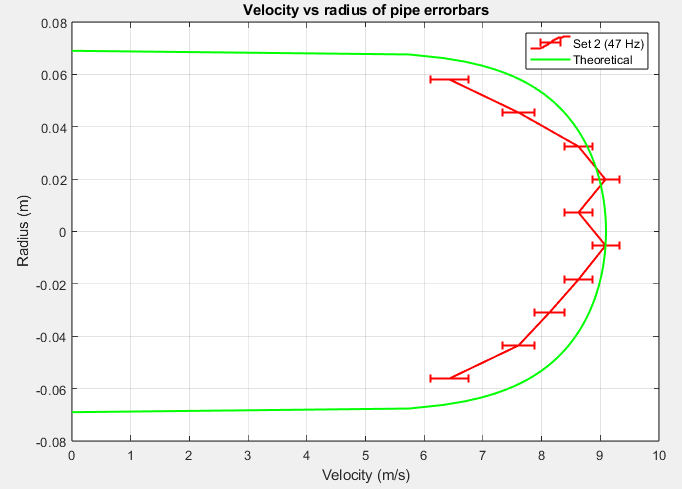 Velocity vs radius of pipe errorbars
Set 2 (47 Hz)
Theoretical
0.08
0.06
0.04
0.02
0
-0.02
-0.04
-0.06
-0.08
Radius (m)
0 1 2 3 4 5 6 7 8 9 10
Velocity (m/s)